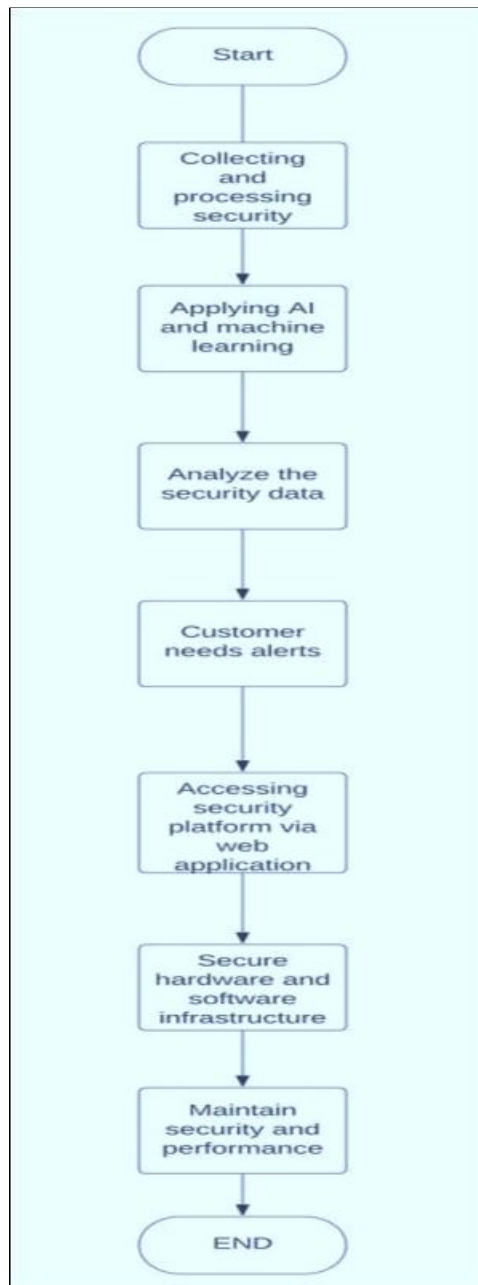 Start
Collecting
and
processing
security
Applying AI
and machine
learning
Analyze the
security data
Customer
needs alerts
Accessing
security
platform via
web
application
Secure
hardware and
software
infrastructure
Maintain
security and
performance
END